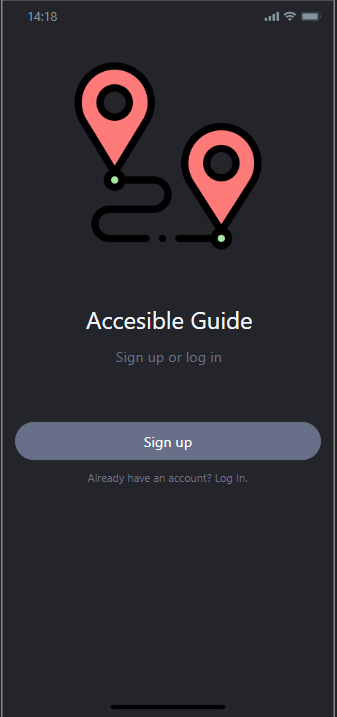 14:18
Accesible Guide
Sign up or log in
Sign up
Already have an account? Log In.